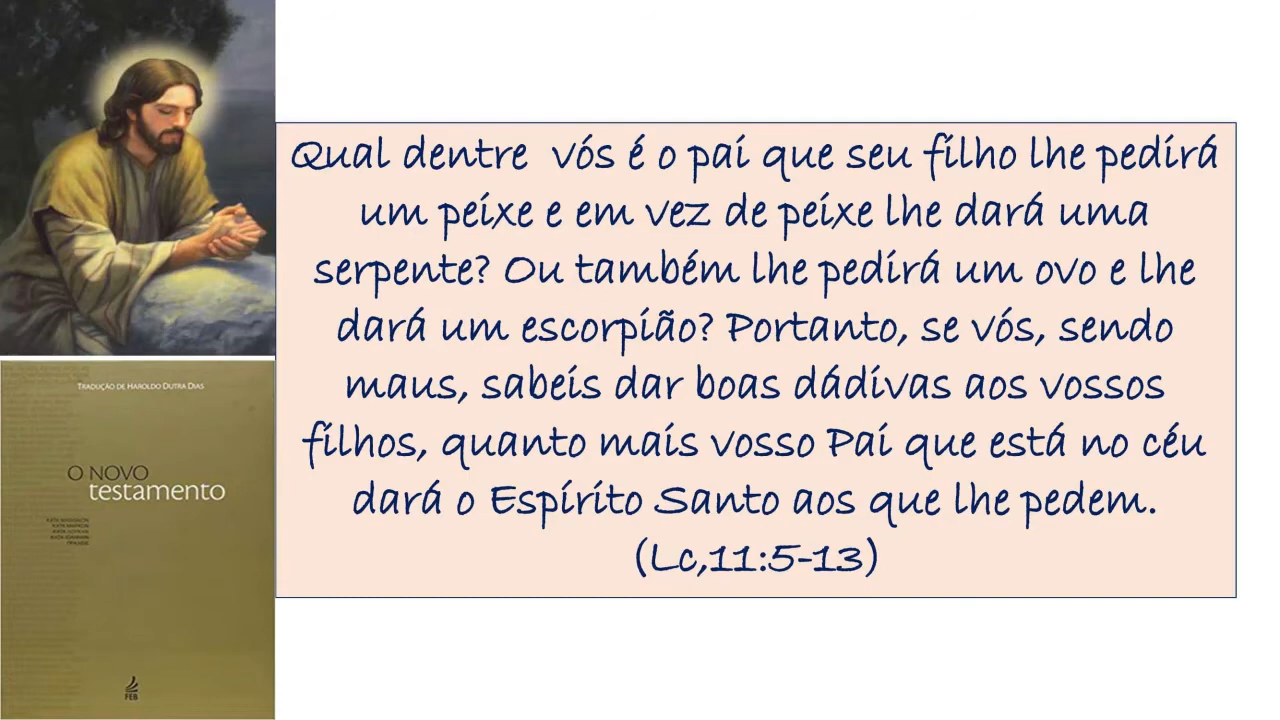 Qual dentre vós é o pai que seu filho lhe pedirá
um peixe e em vez de peixe lhe dará uma
serpente? Ou também lhe pedirá um ovo e lhe
dará um escorpião? Portanto, se vós, sendo
maus, sabeis dar boas dádivas aos vossos
filhos, quanto mais vosso Pai que está no céu
dará o Espírito Santo aos que lhe pedem.
(Lc,11:5-13)
TRADUÇÃO DE HAROLDO DUTRA DIAS
O NOVO
testamento
FEB